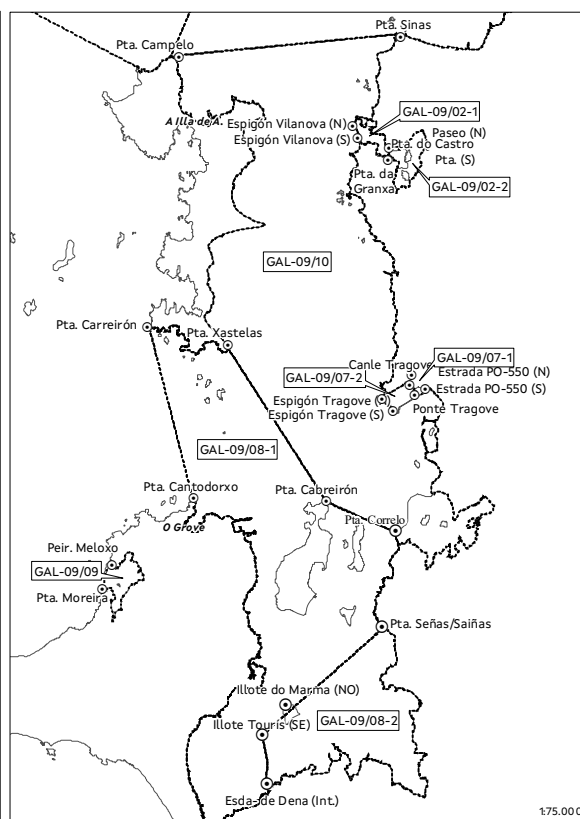 Pta. Sinas
Pta. Campelo
GAL-09/02-1
A Illa de A.
Espigón Vilanova (N)
Paseo (N)
Espigón Vilanova (S)
Pta. do Castro
Pta. (S)
Pta. da
Granxa
GAL-09/02-2
GAL-09/10
Pta. Carreirón
Pta. Xastelas
GAL-09/07-1
Canle Tragove
Estrada PO-550 (N)
GAL-09/07-2
Estrada PO-550 (S)
Espigón Tragove (N)
Espigón Tragove (S)
Ponte Tragove
GAL-09/08-1
Pta. Cantodorxo
Pta. Cabreirón
O Grove
Pta. Correlo
Peir. Meloxo
GAL-09/09
Pta. Moreira
Pta. Señas/Saiñas
Illote do Marma (NO)
GAL-09/08-2
Illote Tourís (SE)
Esda. de Dena (Int.)
1:75.000